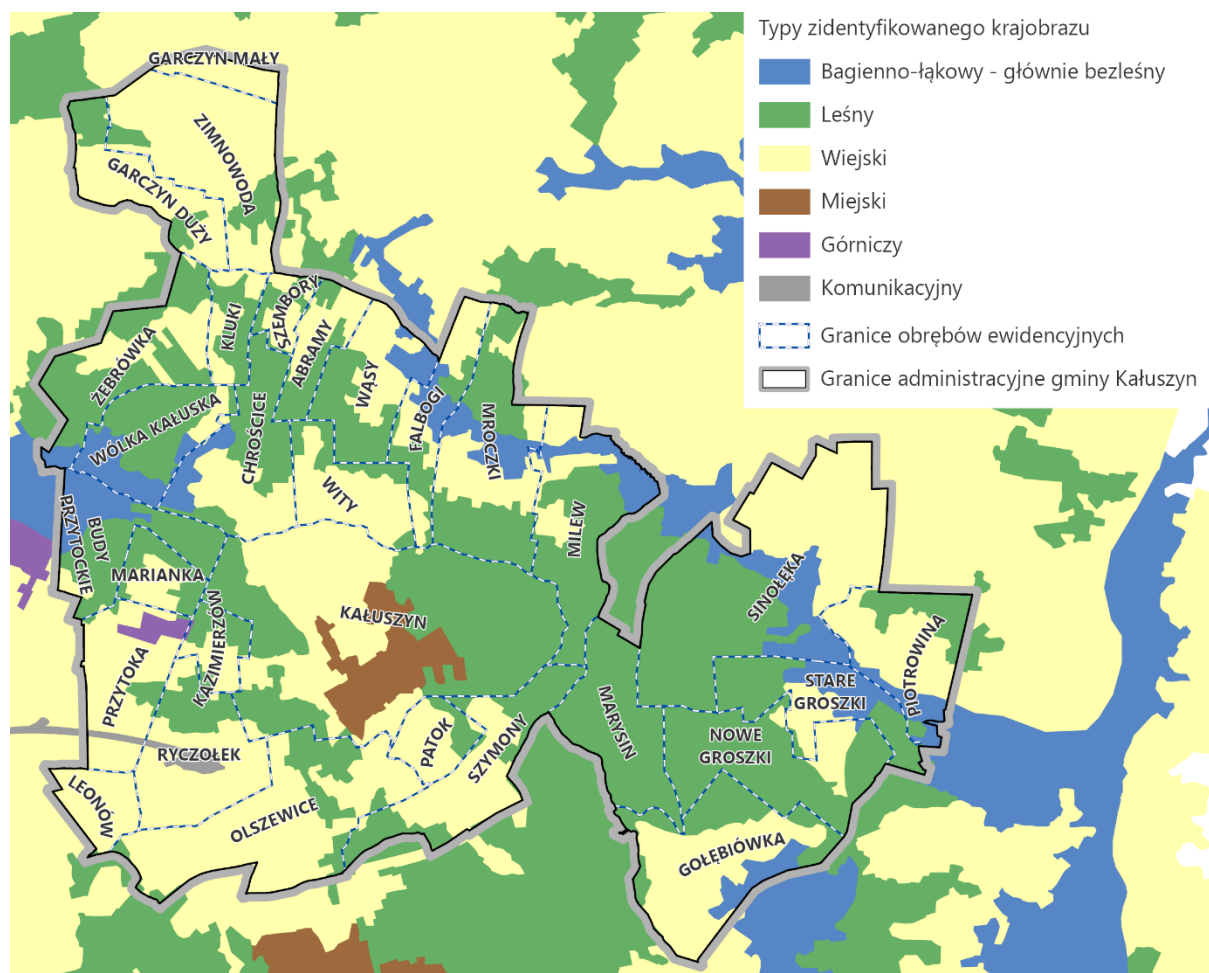 Typy zidentyfikowanego krajobrazu
Bagienno-łąkowy - głównie bezleśny
Leśny
Wiejski
Miejski
Górniczy
Komunikacyjny
Granice obrębów ewidencyjnych
Granice administracyjne gminy Kałuszyn
GARCZYN MAŁY
ZIMNOWODA
GARCZYN DUŻY
SZEMBORY
KLUKI
ABRAMY
ŻEBRÓWKA
WĄSY
FALBOGI
MROCZKI
WÓLKA KAŁUSKA
CHROŚCICE
WITY
MILEW
BUDY
PRZYTOCKIE
MARIANKA
KAŁUSZYN
SINOŁĘKA
KAZIMIERZÓW
PIOTROWINA
PRZYTOKA
STARE
GROSZKI
MARYSIN
NOWE
GROSZKI
PATOK
SZYMONY
RYCZOŁEK
LEONÓW
OLSZEWICE
GOŁĘBIÓWKA